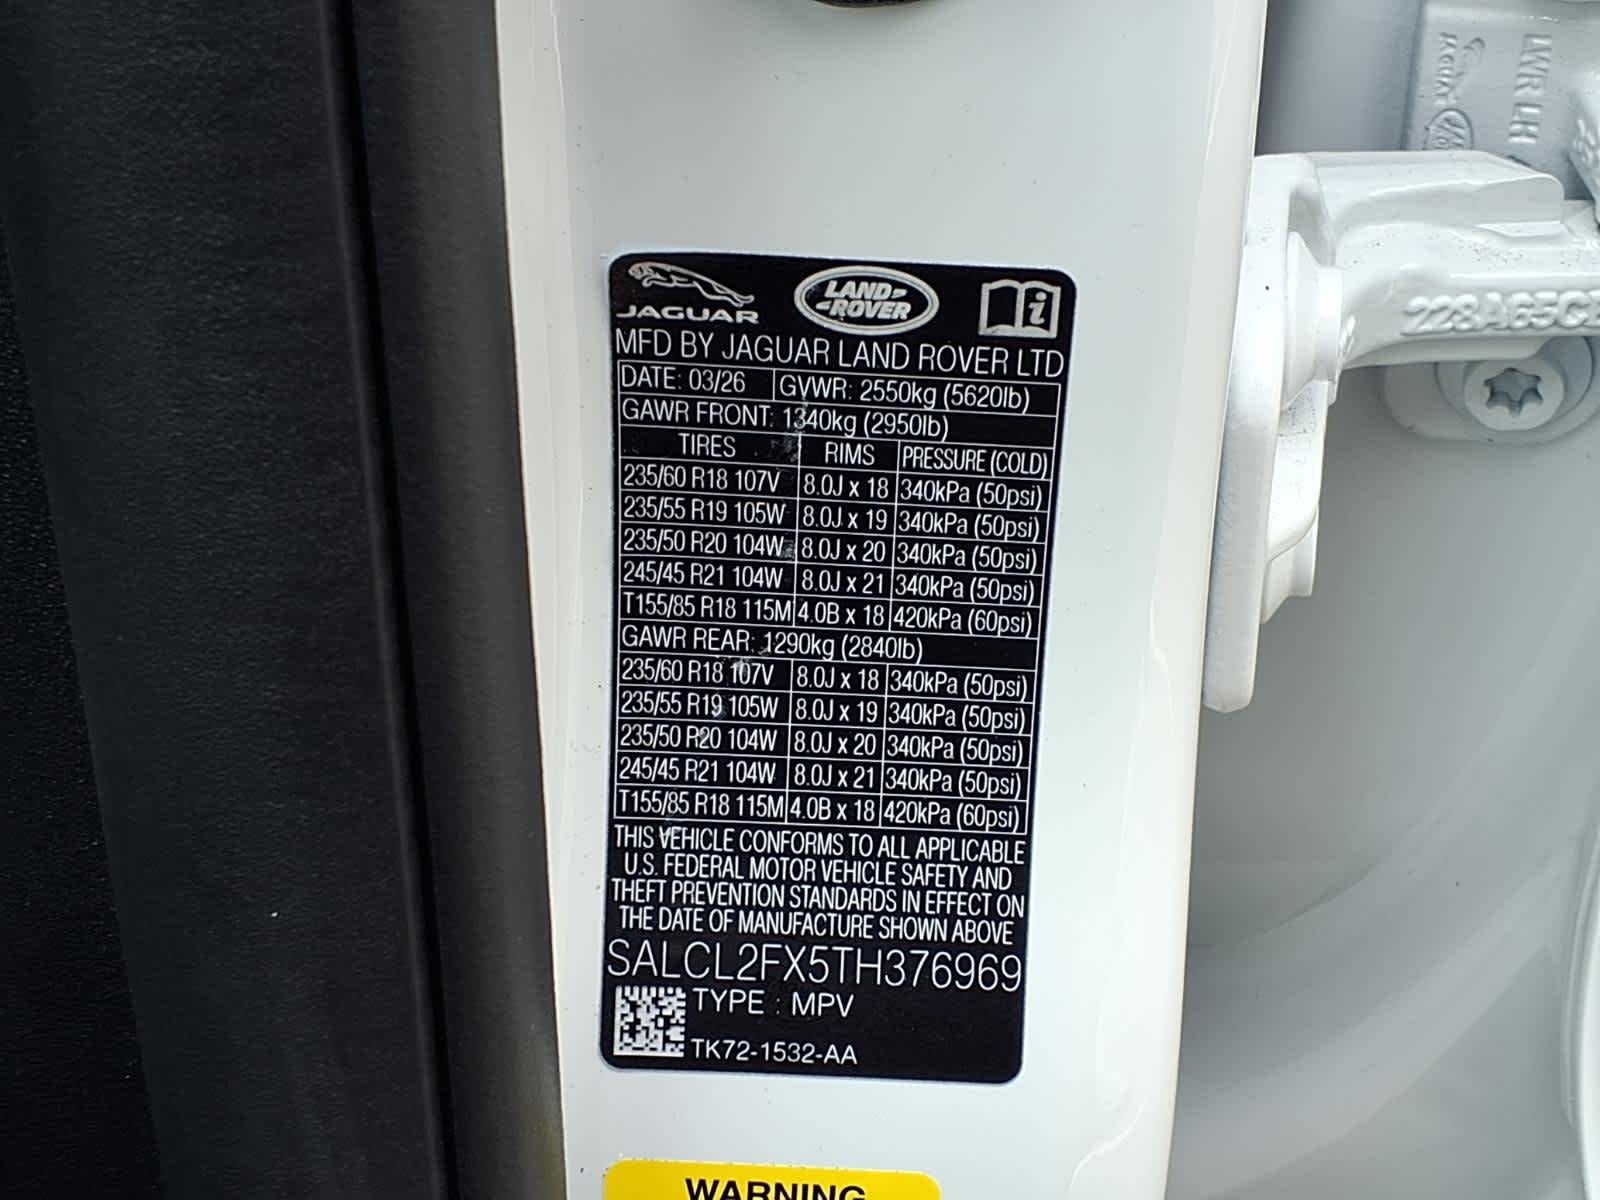 JAGUAR
LAND ROVER
i
MFD BY JAGUAR LAND ROVER LTD
DATE: 03/26 GVWR: 2550kg (5620lb)
GAWR FRONT: 1340kg (2950lb)
TIRES RIMS PRESSURE (COLD)
235/60 R18 107V 8.0J x 18 340kPa (50psi)
235/55 R19 105W 8.0J x 19 340kPa (50psi)
235/50 R20 104W 8.0J x 20 340kPa (50psi)
245/45 R21 104W 8.0J x 21 340kPa (50psi)
T155/85 R18 115M 4.0B x 18 420kPa (60psi)
GAWR REAR: 1290kg (2840lb)
235/60 R18 107V 8.0J x 18 340kPa (50psi)
235/55 R19 105W 8.0J x 19 340kPa (50psi)
235/50 R20 104W 8.0J x 20 340kPa (50psi)
245/45 R21 104W 8.0J x 21 340kPa (50psi)
T155/85 R18 115M 4.0B x 18 420kPa (60psi)
THIS VEHICLE CONFORMS TO ALL APPLICABLE
U.S. FEDERAL MOTOR VEHICLE SAFETY AND
THEFT PREVENTION STANDARDS IN EFFECT ON
THE DATE OF MANUFACTURE SHOWN ABOVE
SALCL2FX5TH376969
TYPE : MPV
TK72-1532-AA
WARNING
LWR LH
228A65C